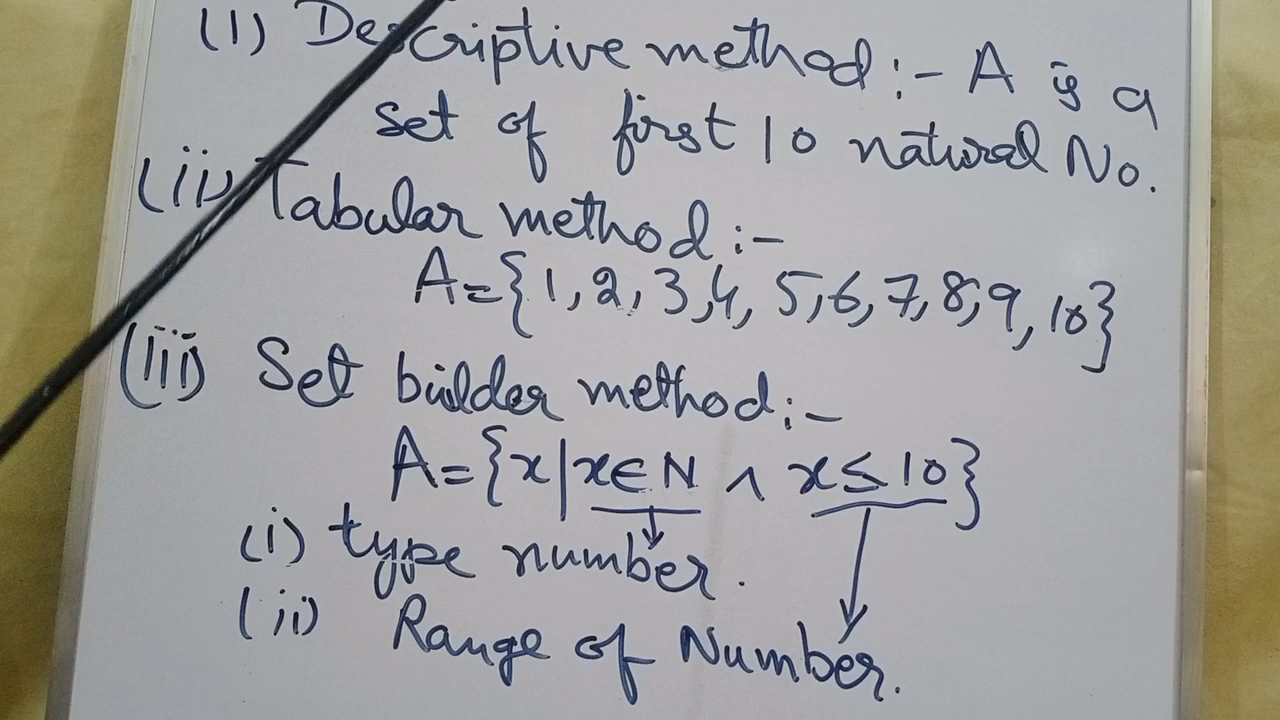 (i) Descriptive method :- A is a
set of first 10 natural No.
(ii) Tabular method :-
A={1,2,3,4,5,6,7,8,9,10}
(iii) Set builder method :-
A={x|x∈N ∧ x≤10}
(i) type number.
(ii) Range of Number.